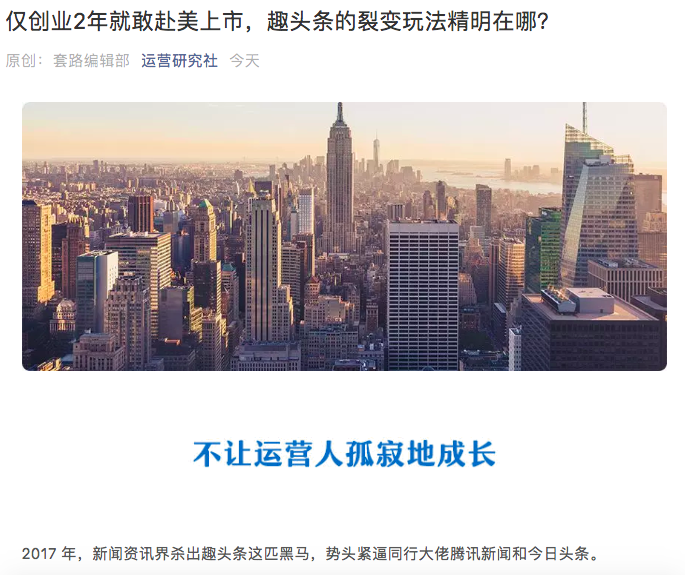 仅创业2年就敢赴美上市，趣头条的裂变玩法精明在哪？
原创： 套路编辑部 运营研究社 今天
不让运营人孤寂地成长
2017 年，新闻资讯界杀出趣头条这匹黑马，势头紧逼同行大佬腾讯新闻和今日头条。